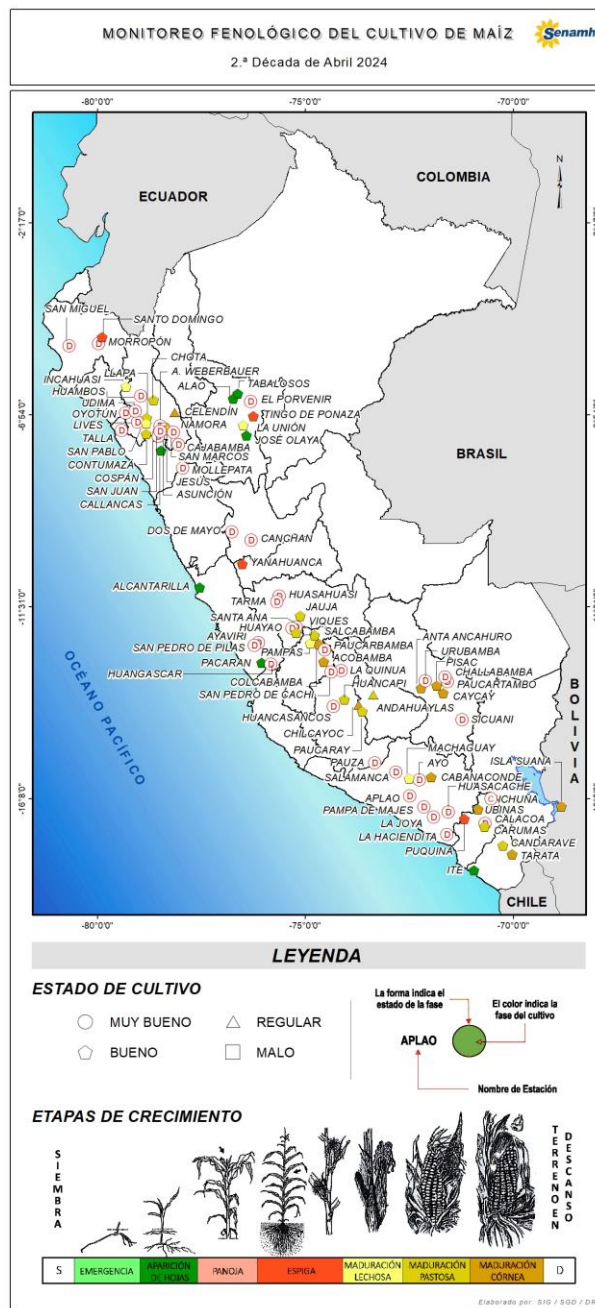 MONITOREO FENOLÓGICO DEL CULTIVO DE MAÍZ
Senamhi
2.ª Década de Abril 2024
-80°0'0"
-75°0'0"
-70°0'0"
N
COLOMBIA
ECUADOR
-2°17'0"
SAN MIGUEL
SANTO DOMINGO
MORROPÓN
CHOTA
LLAPA
A. WEBERBAUER
INCAHUASI
ALAO
TABALOSOS
HUAMBOS
EL PORVENIR
UDIMA
CELENDÍN
TINGO DE PONAZA
OYOTÚN
NAMORA
LA UNIÓN
LIVES
JOSÉ OLAYA
TALLA
CAJABAMBA
SAN PABLO
SAN MARCOS
CONTUMAZA
MOLLEPATA
COSPÁN
JESÚS
SAN JUAN
ASUNCIÓN
CALLANCAS
-6°54'0"
BRASIL
DOS DE MAYO
CANCHAN
YANAHUANCA
ALCANTARILLA
-11°31'0"
HUASAHUASI
TARMA
JAUJA
SANTA ANA
VIQUES
HUAYAO
SALCABAMBA
AYAVIRI
PAUCARBAMBA
SAN PEDRO DE PILAS
PAMPAS
ACOBAMBA
PACARAN
LA QUINUA
HUANGASCAR
COLCABAMBA
HUANCAPI
SAN PEDRO DE CACHI
ANDAHUAYLAS
HUANCASANCOS
CHILCAYOC
PAUCARAY
ANTA ANCAHURO
URUBAMBA
PISAC
CHALLABAMBA
PAUCARTAMBO
CAYCAY
SICUANI
BOLIVIA
MACHAGUAY
PAUZA
AYO
ISLA SUANA
SALAMANCA
CABANACONDE
HUASACACHE
APLAO
ICHUÑA
-16°8'0"
PAMPA DE MAJES
UBINAS
LA JOYA
CALACOA
LA HACIENDITA
CARUMAS
PUQUINA
CANDARAVE
TARATA
ITE
CHILE
OCÉANO PACÍFICO
-80°0'0"
-75°0'0"
-70°0'0"
LEYENDA
ESTADO DE CULTIVO
MUY BUENO
REGULAR
BUENO
MALO
La forma indica el estado de la fase
El color indica la fase del cultivo
APLAO
Nombre de Estación
ETAPAS DE CRECIMIENTO
SIEMBRA
TERRENO EN DESCANSO
S
EMERGENCIA
APARICIÓN DE HOJAS
PANOJA
ESPIGA
MADURACIÓN LECHOSA
MADURACIÓN PASTOSA
MADURACIÓN CÓRNEA
D
Elaborado por: SIG / SGD / DR